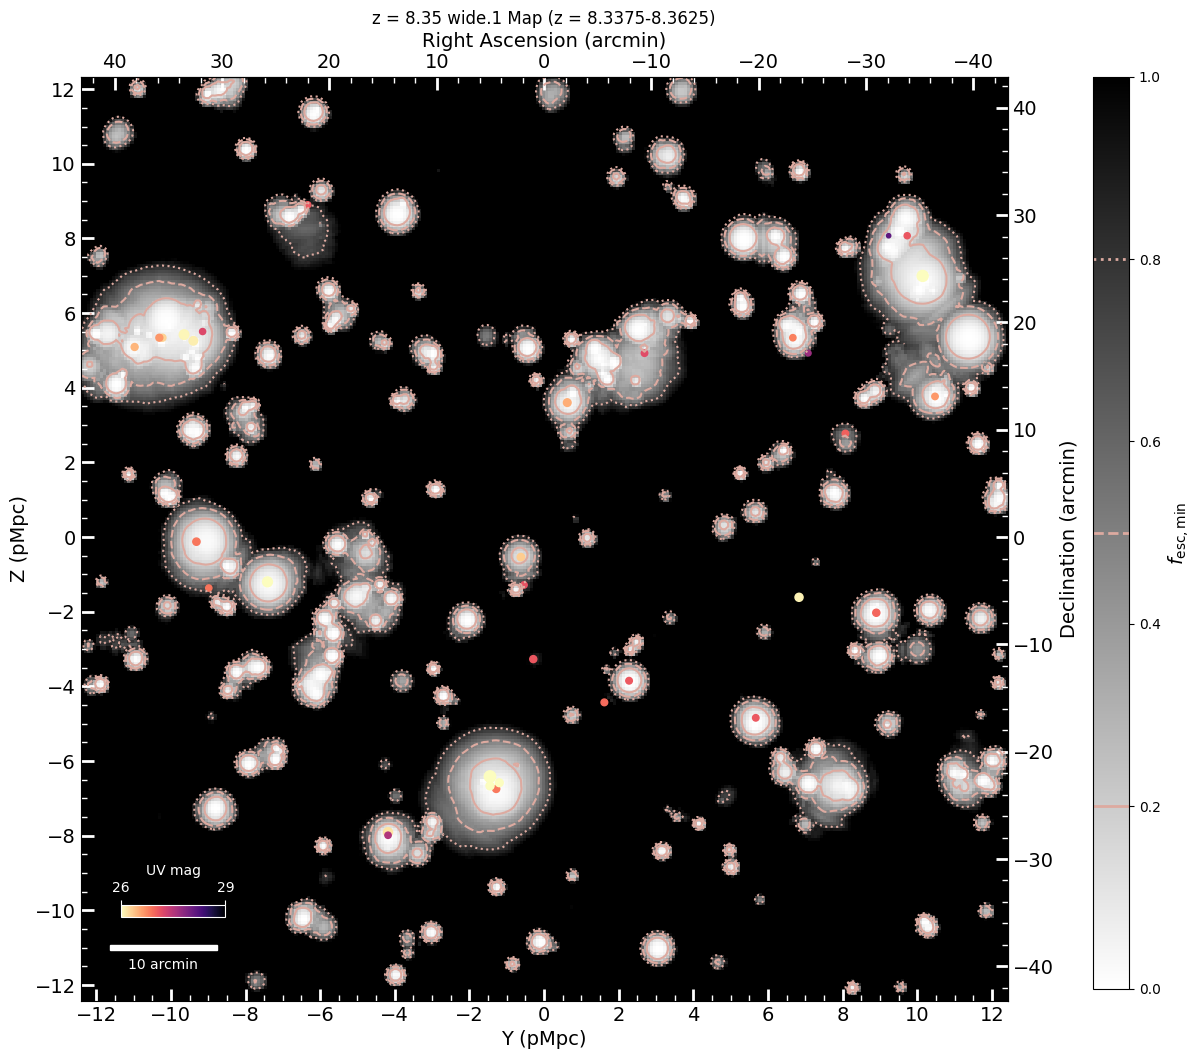 z = 8.35 wide.1 Map (z = 8.3375-8.3625)
Right Ascension (arcmin)
40 30 20 10 0 −10 −20 −30 −40
12 10 8 6 4 2 0 −2 −4 −6 −8 −10 −12
Z (pMpc)
40 30 20 10 0 −10 −20 −30 −40
Declination (arcmin)
1.0 0.8 0.6 0.4 0.2 0.0
fesc,min
UV mag
26 29
10 arcmin
−12 −10 −8 −6 −4 −2 0 2 4 6 8 10 12
Y (pMpc)